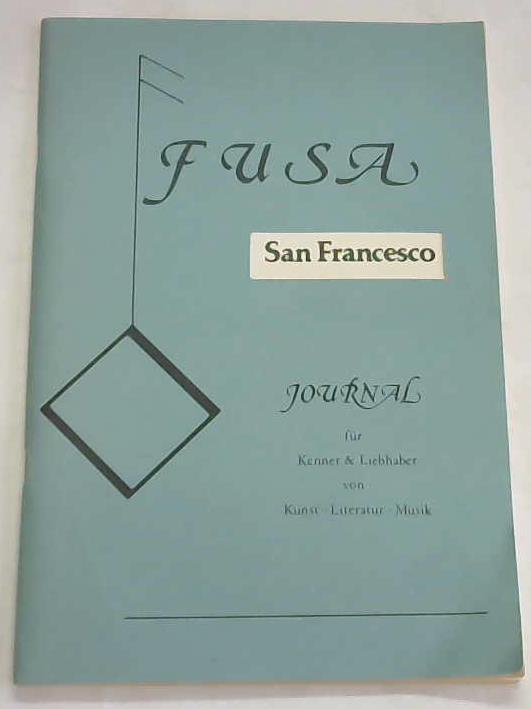 FUSA
San Francesco
JOURNAL
für
Kenner & Liebhaber
von
Kunst · Literatur · Musik